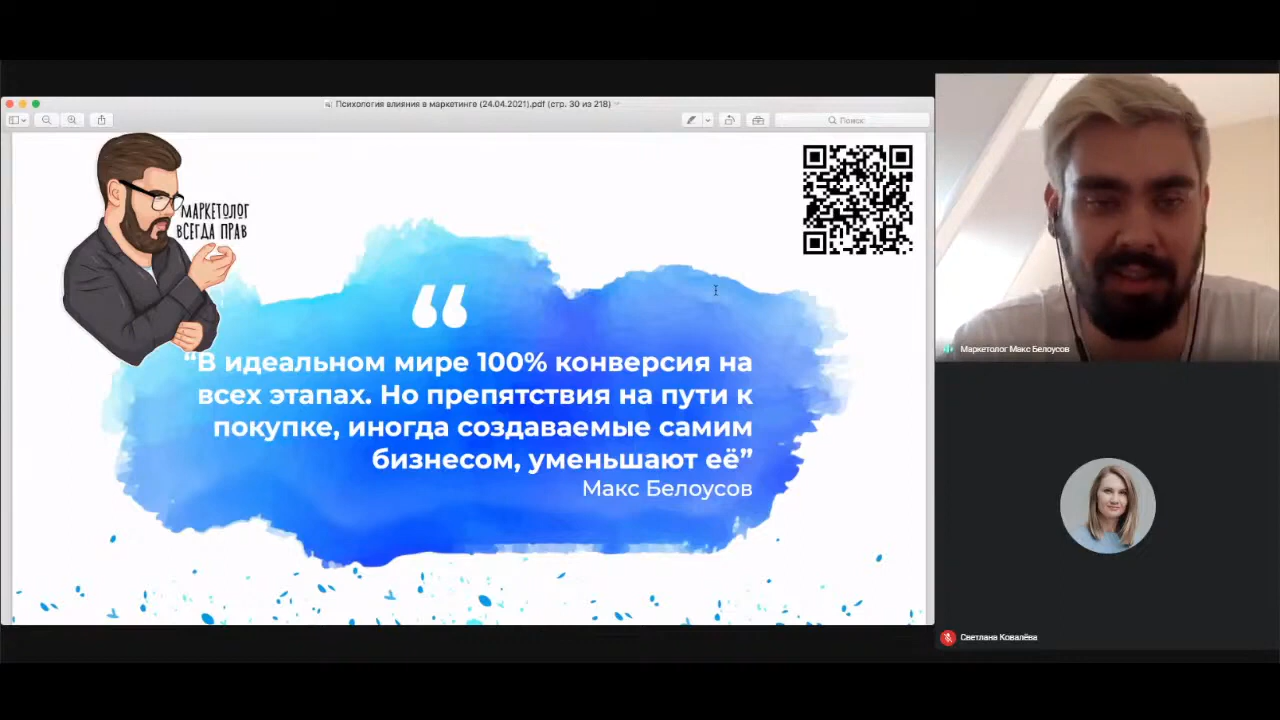 Психология влияния в маркетинге (24.04.2021).pdf (стр. 30 из 218)
Поиск
МАРКЕТОЛОГ
ВСЕГДА ПРАВ
“В идеальном мире 100% конверсия на
всех этапах. Но препятствия на пути к
покупке, иногда создаваемые самим
бизнесом, уменьшают её”
Макс Белоусов
Маркетолог Макс Белоусов
Светлана Ковалёва